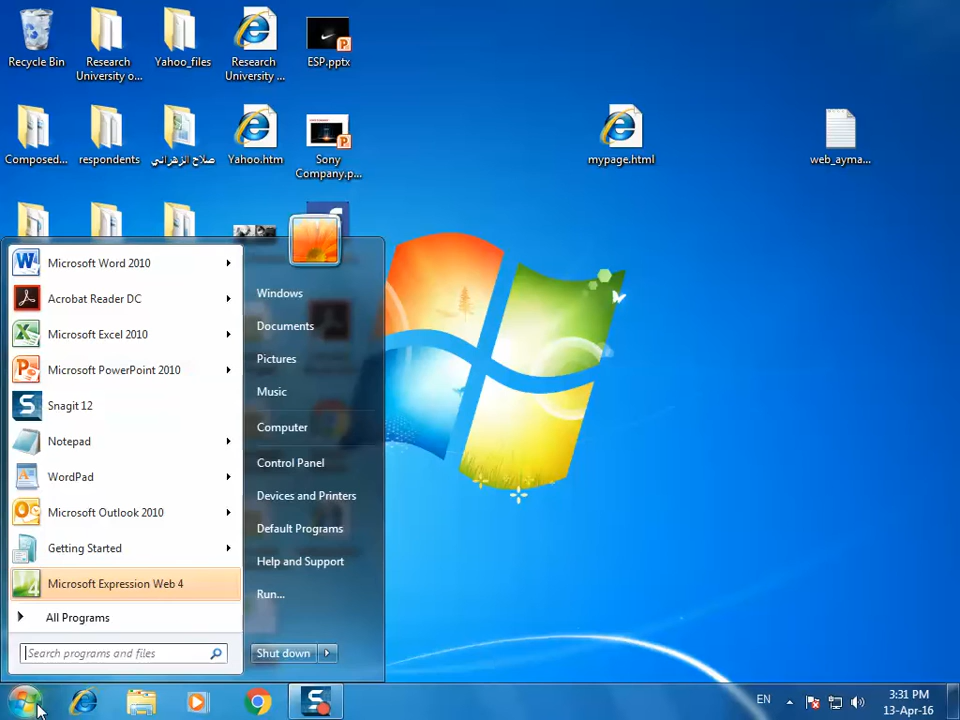 Recycle Bin
Research
University o...
Yahoo_files
Research
University ...
ESP.pptx
Composed...
respondents
صلاح الزهراني
Yahoo.htm
Sony
Company.p...
mypage.html
web_ayma...
Microsoft Word 2010
Acrobat Reader DC
Microsoft Excel 2010
Microsoft PowerPoint 2010
Snagit 12
Notepad
WordPad
Microsoft Outlook 2010
Getting Started
Microsoft Expression Web 4
All Programs
Search programs and files
Windows
Documents
Pictures
Music
Computer
Control Panel
Devices and Printers
Default Programs
Help and Support
Run...
Shut down
EN
3:31 PM
13-Apr-16